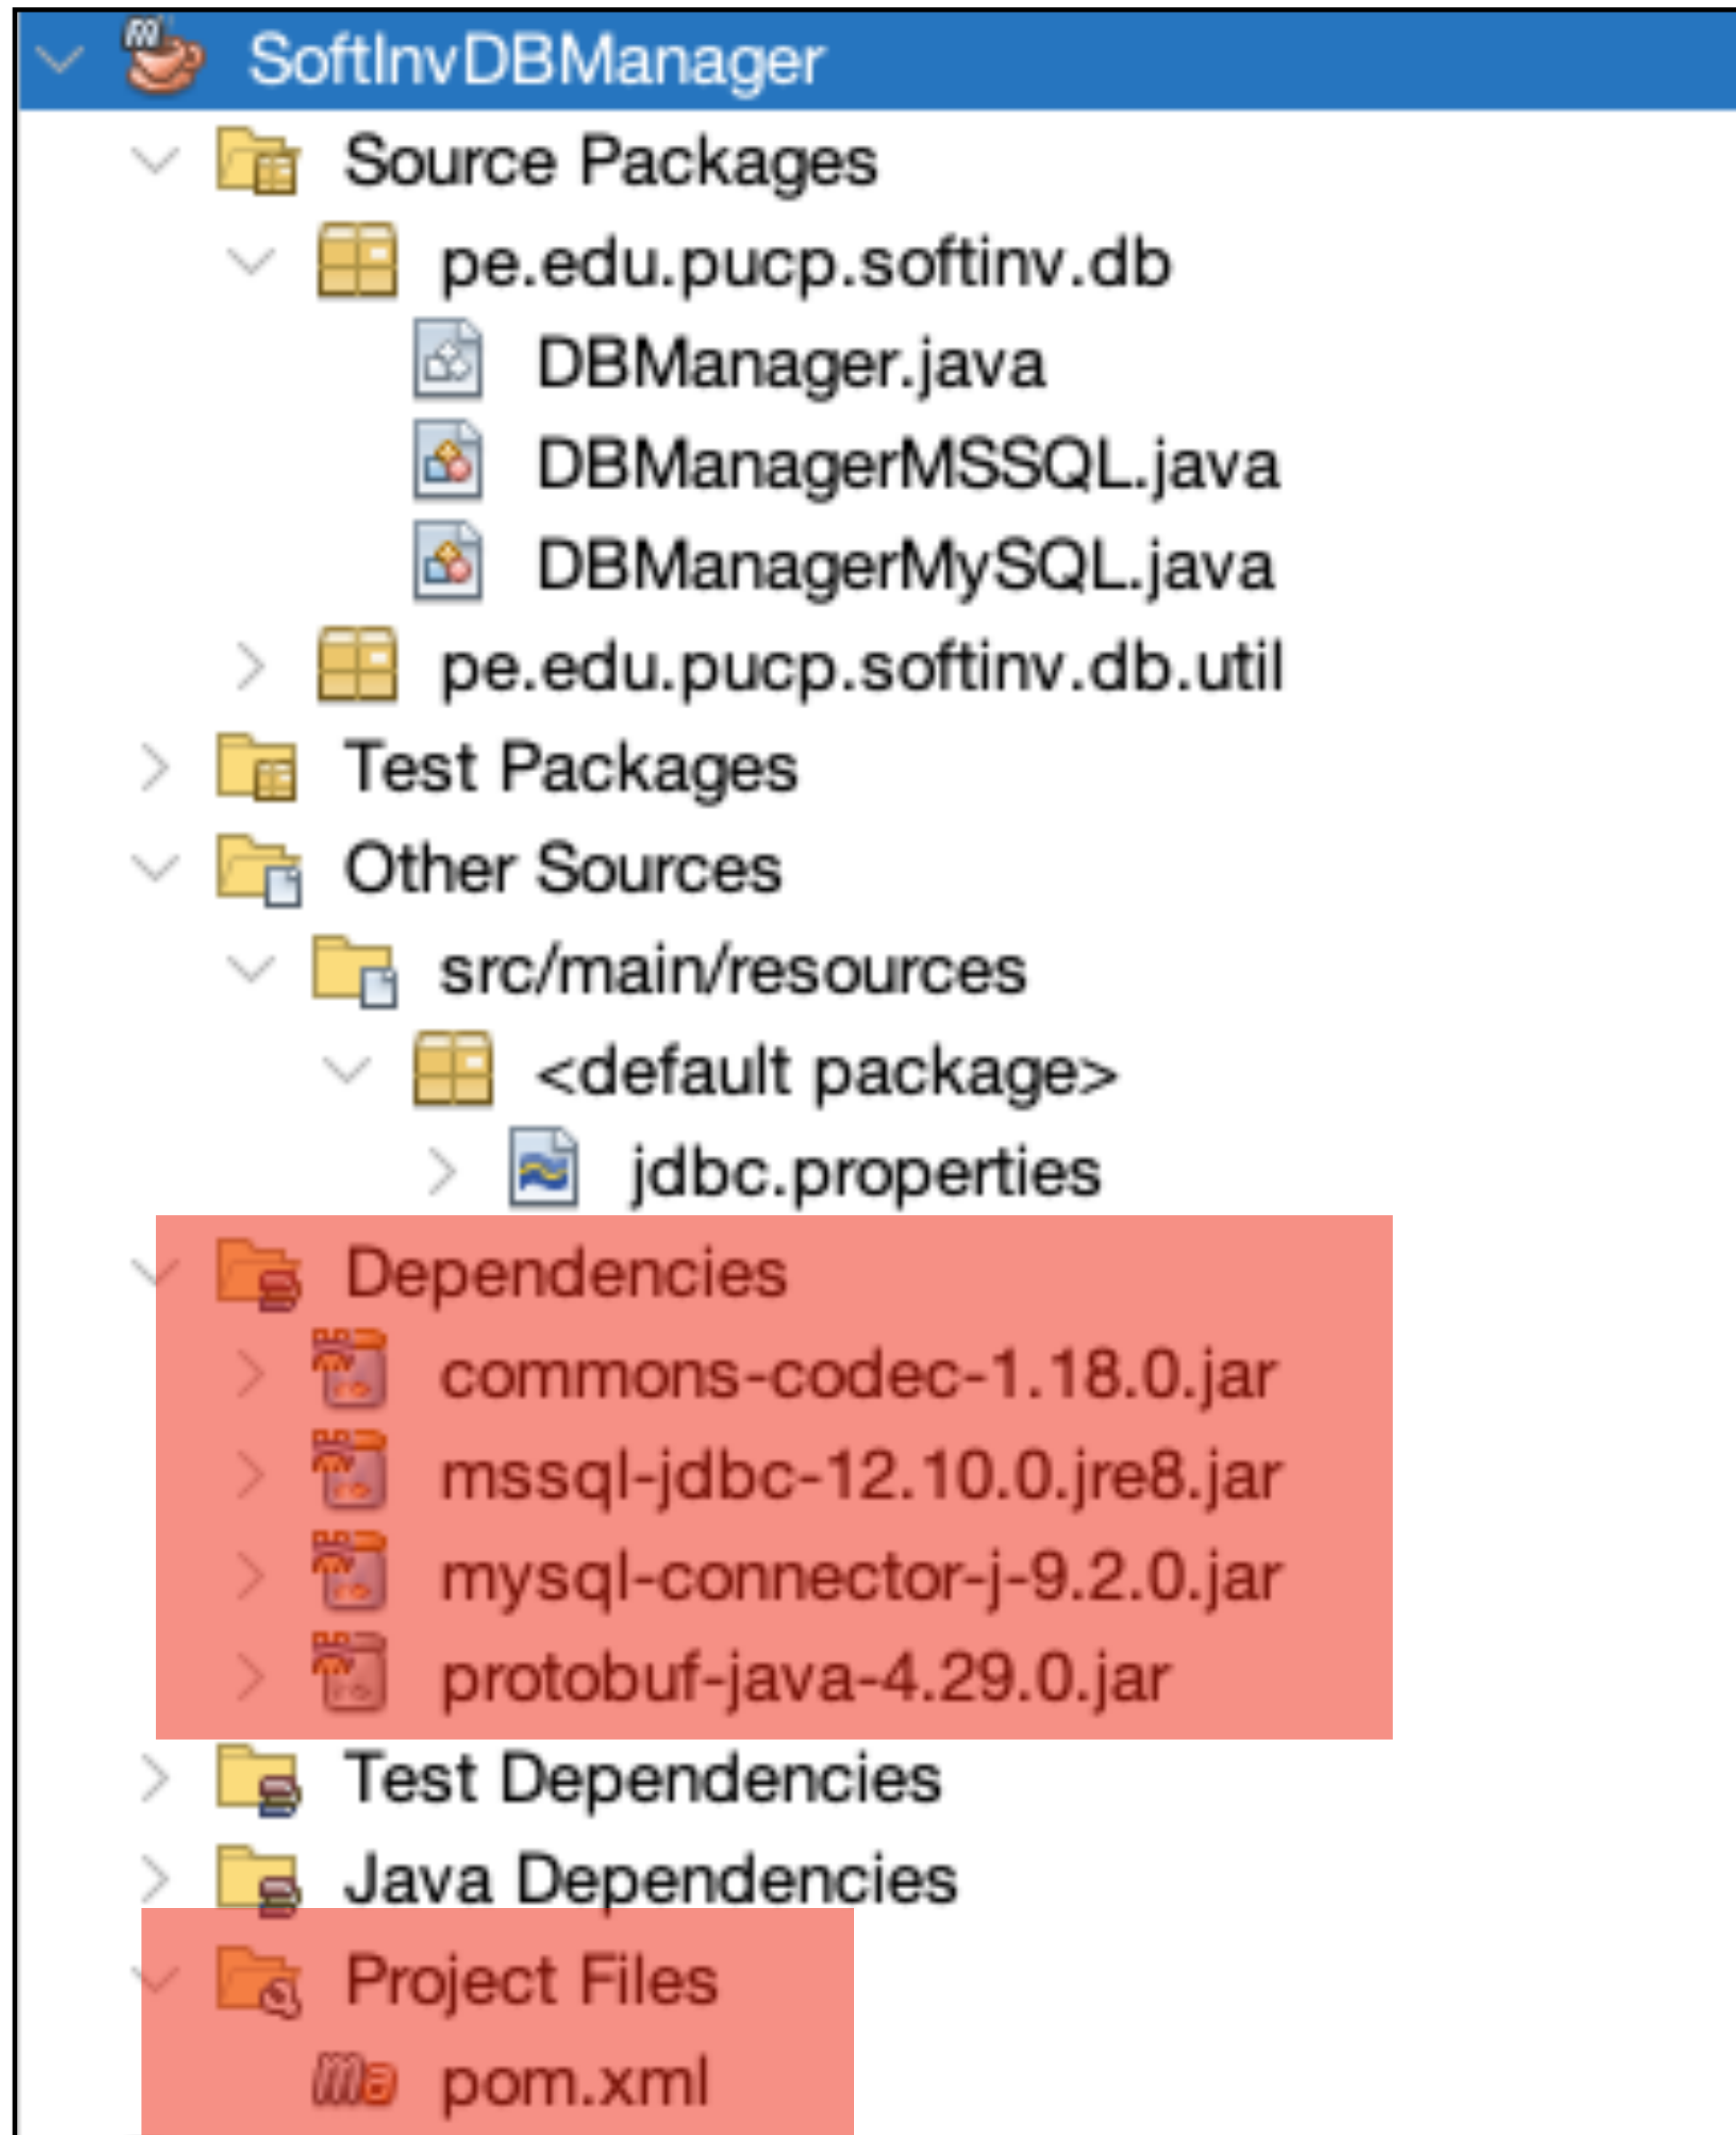 SoftInvDBManager
Source Packages
pe.edu.pucp.softinv.db
DBManager.java
DBManagerMSSQL.java
DBManagerMySQL.java
pe.edu.pucp.softinv.db.util
Test Packages
Other Sources
src/main/resources
<default package>
jdbc.properties
Dependencies
commons-codec-1.18.0.jar
mssql-jdbc-12.10.0.jre8.jar
mysql-connector-j-9.2.0.jar
protobuf-java-4.29.0.jar
Test Dependencies
Java Dependencies
Project Files
pom.xml